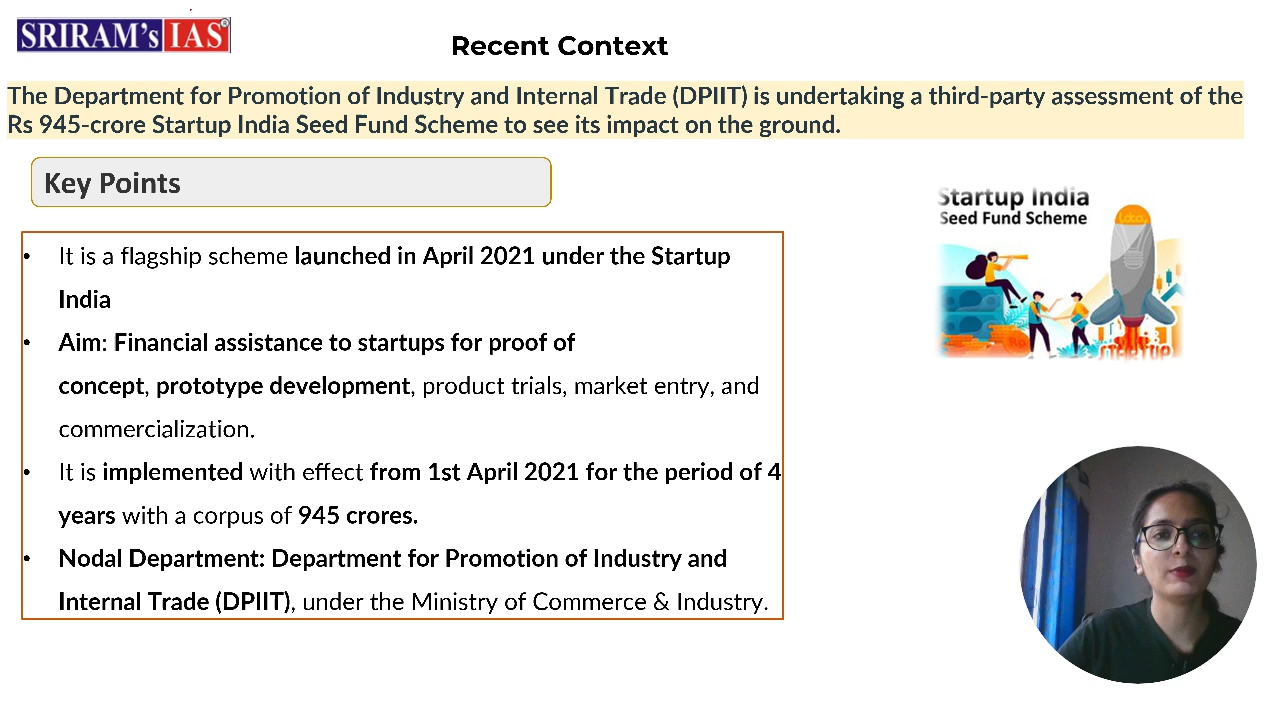 SRIRAM's IAS®
Recent Context
The Department for Promotion of Industry and Internal Trade (DPIIT) is undertaking a third-party assessment of the
Rs 945-crore Startup India Seed Fund Scheme to see its impact on the ground.
Key Points
Startup India
Seed Fund Scheme
• It is a flagship scheme launched in April 2021 under the Startup
India
• Aim: Financial assistance to startups for proof of
concept, prototype development, product trials, market entry, and
commercialization.
• It is implemented with effect from 1st April 2021 for the period of 4
years with a corpus of 945 crores.
• Nodal Department: Department for Promotion of Industry and
Internal Trade (DPIIT), under the Ministry of Commerce & Industry.